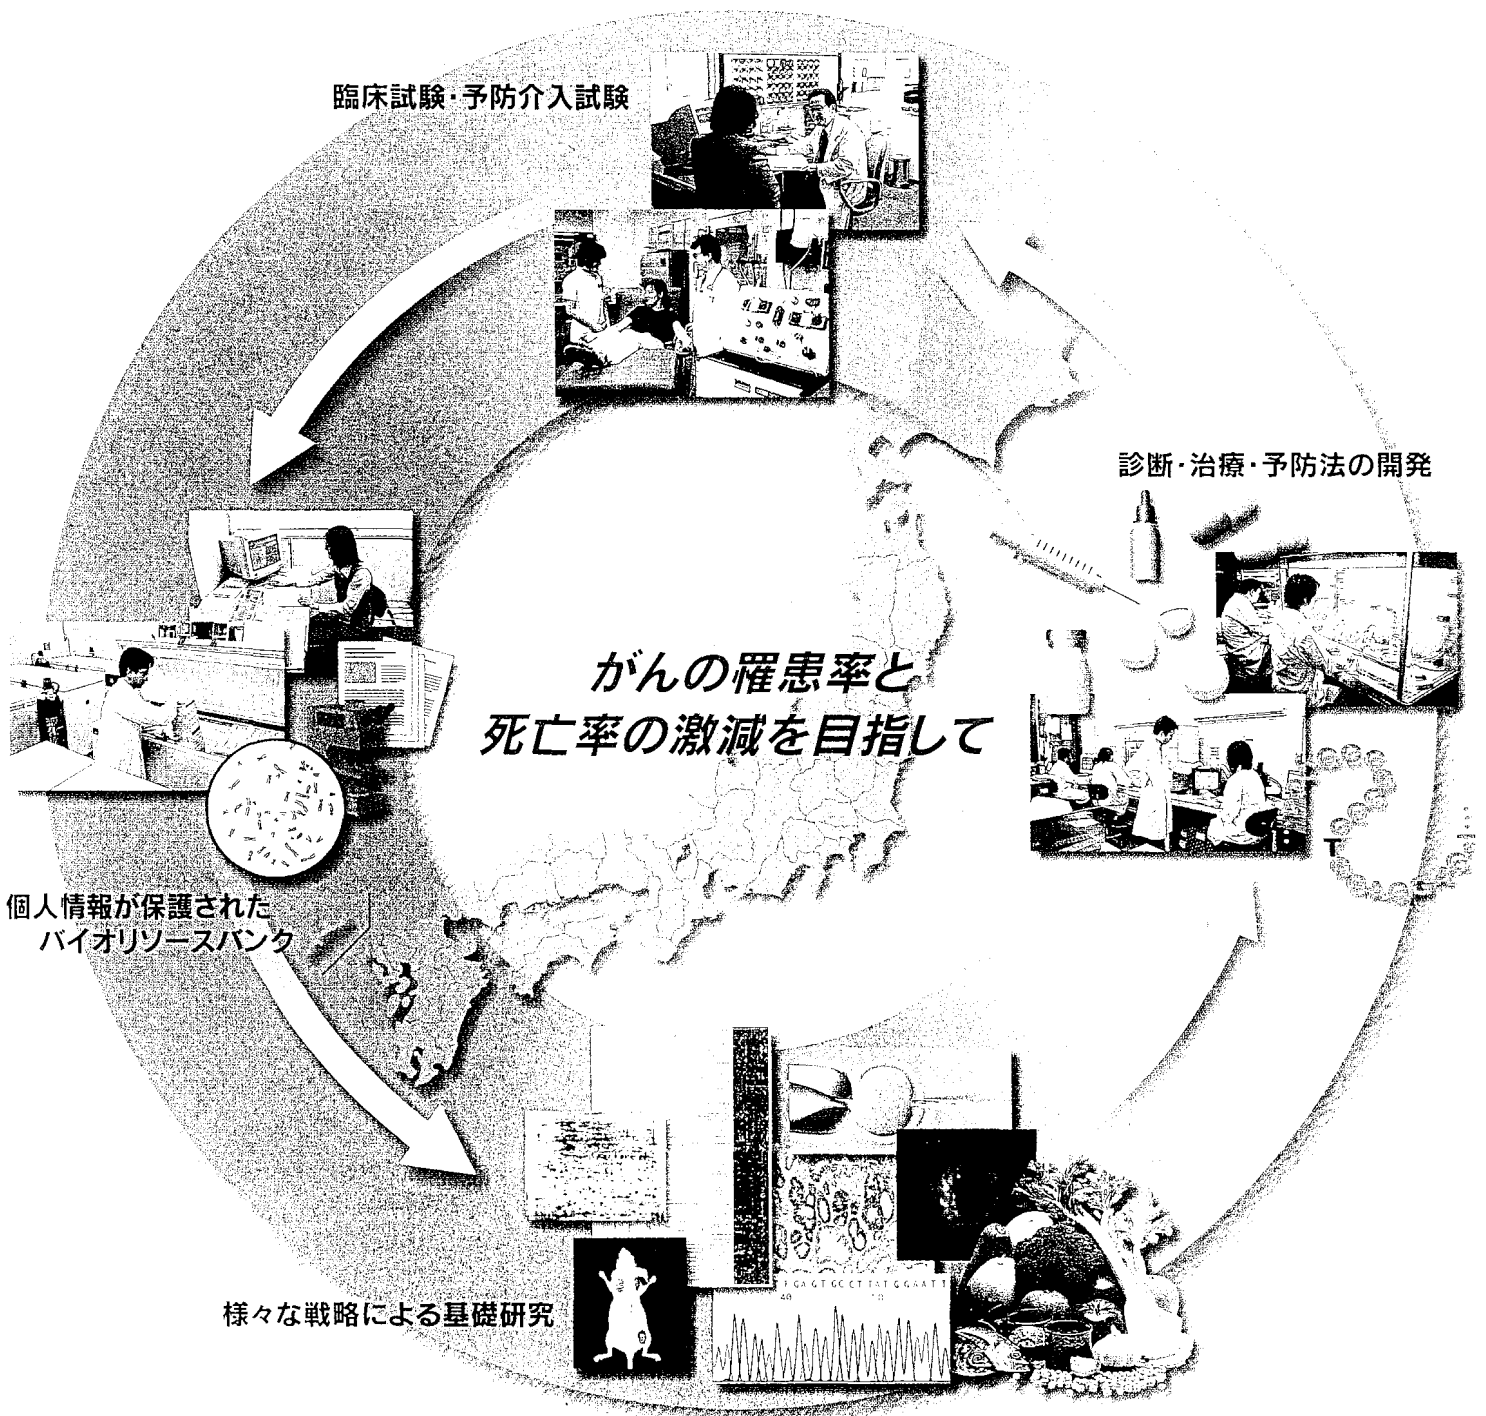 臨床試験・予防介入試験
診断・治療・予防法の開発
がんの罹患率と
死亡率の激減を目指して
個人情報が保護された
バイオリソースバンク
様々な戦略による基礎研究